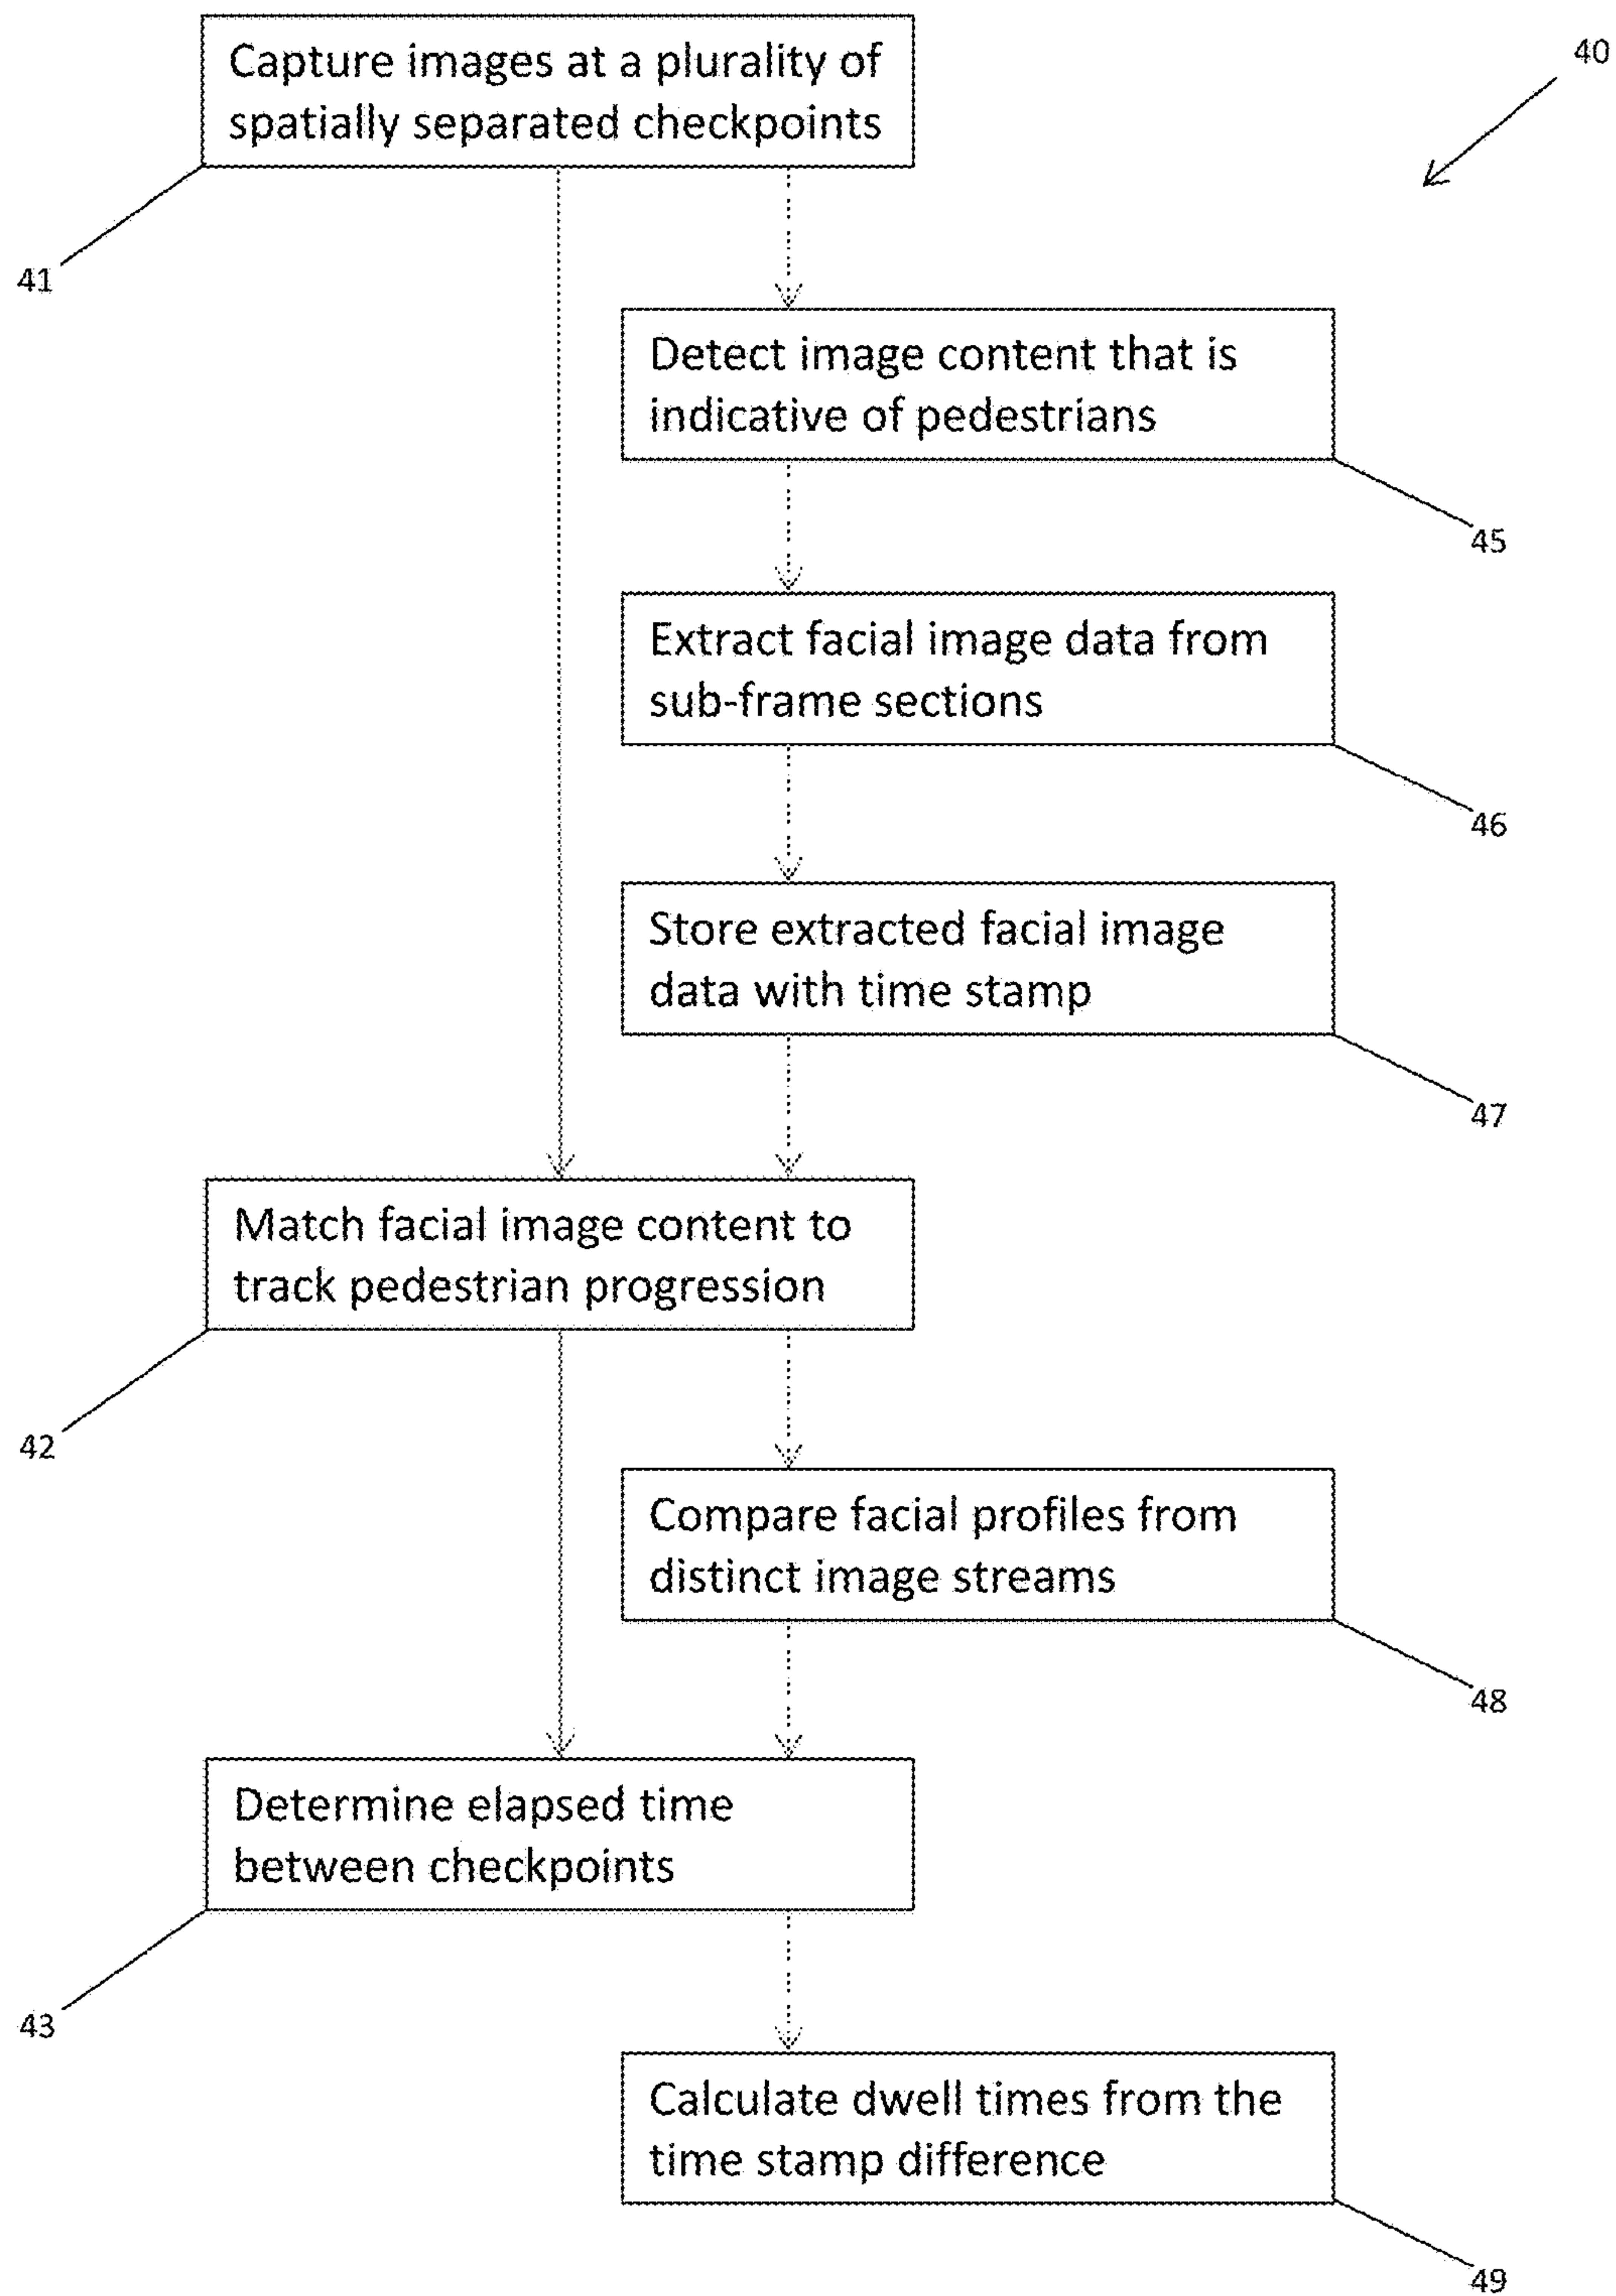 Capture images at a plurality of
spatially separated checkpoints
40
41
Detect image content that is
indicative of pedestrians
45
Extract facial image data from
sub-frame sections
46
Store extracted facial image
data with time stamp
47
Match facial image content to
track pedestrian progression
42
Compare facial profiles from
distinct image streams
48
Determine elapsed time
between checkpoints
43
Calculate dwell times from the
time stamp difference
49